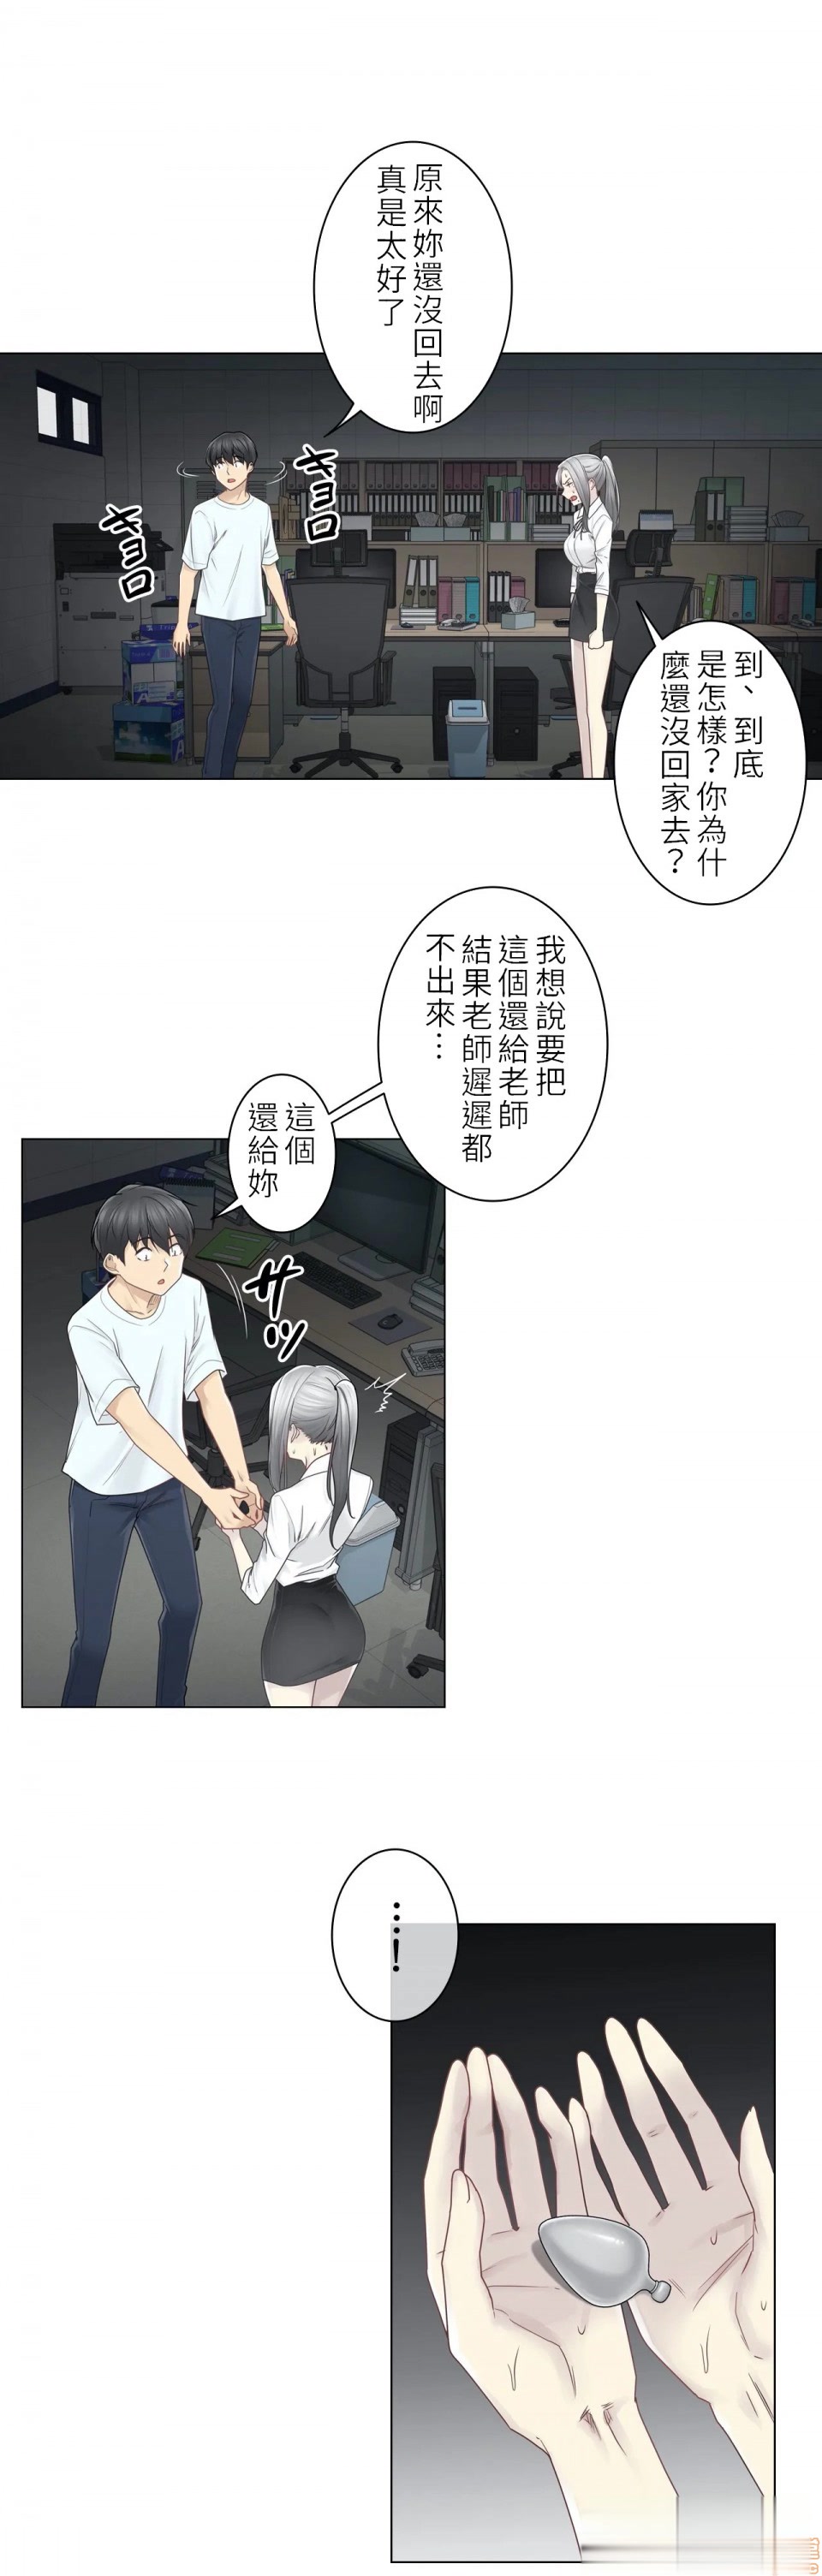 原來妳還沒回去啊
真是太好了
キョロ
キョロ
到、到底
是怎樣？你為什
麼還沒回家去？
我想說要把
這個還給老師
結果老師遲遲都
不出來…
這個
還給妳
サッ
……！